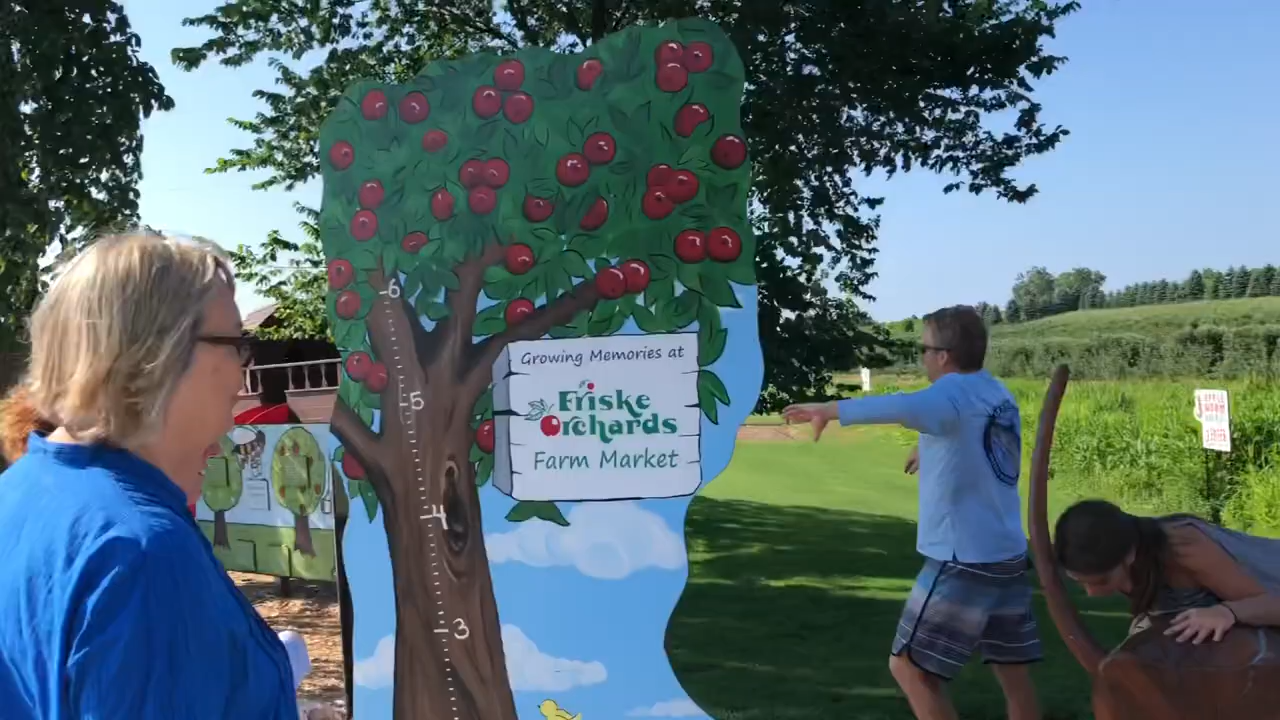 6
5
4
3
Growing Memories at
Friske
Orchards
Farm Market